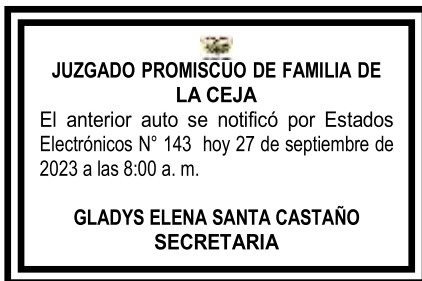 JUZGADO PROMISCUO DE FAMILIA DE
LA CEJA
El anterior auto se notificó por Estados
Electrónicos N° 143 hoy 27 de septiembre de
2023 a las 8:00 a. m.
GLADYS ELENA SANTA CASTAÑO
SECRETARIA